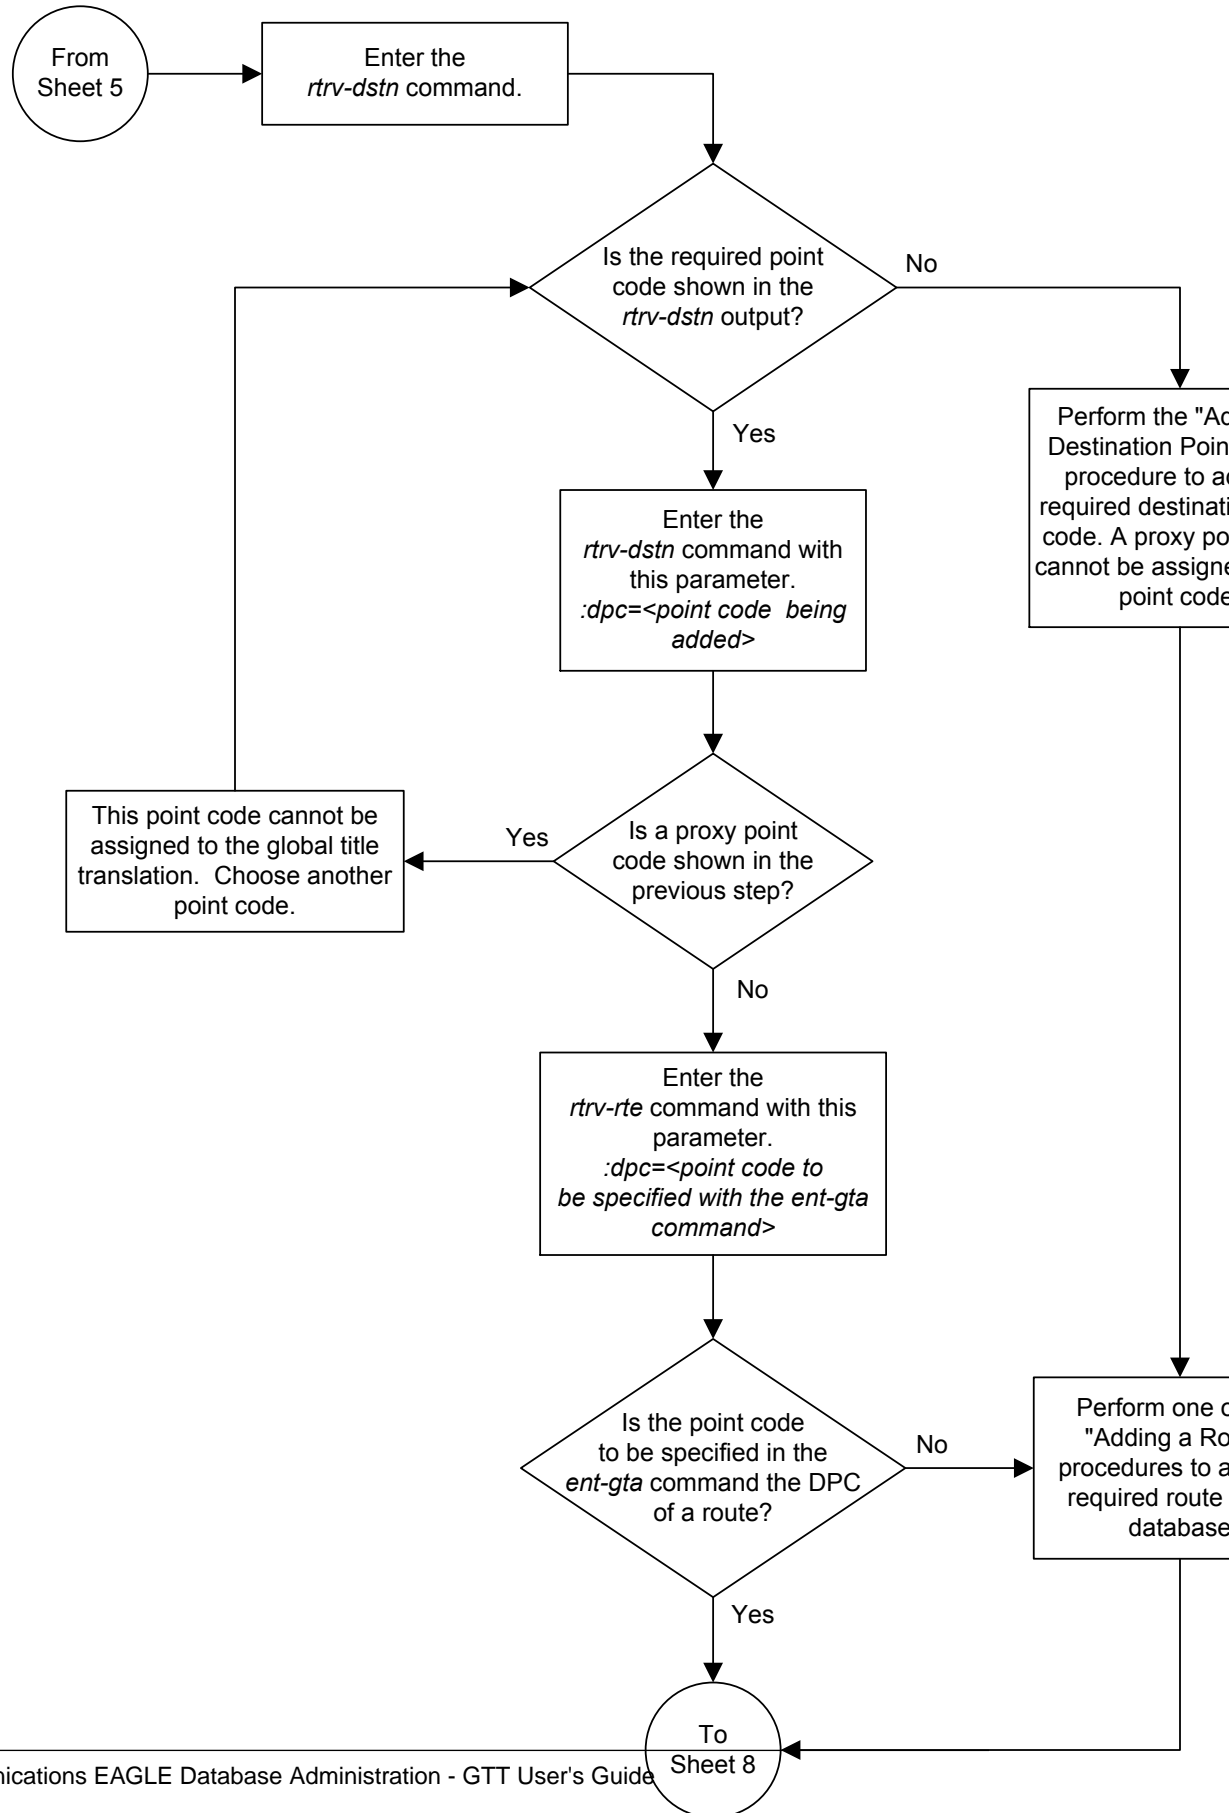 From
Sheet 5
Enter the
rtrv-dstn command.
Is the required point
code shown in the
rtrv-dstn output?
No
Yes
Perform the "Ad
Destination Poin
procedure to a
required destinati
code. A proxy po
cannot be assigne
point code
Enter the
rtrv-dstn command with
this parameter.
:dpc=<point code being
added>
This point code cannot be
assigned to the global title
translation. Choose another
point code.
Yes
Is a proxy point
code shown in the
previous step?
No
Enter the
rtrv-rte command with this
parameter.
:dpc=<point code to
be specified with the ent-gta
command>
Is the point code
to be specified in the
ent-gta command the DPC
of a route?
No
Perform one
"Adding a Ro
procedures to a
required route
database
Yes
To
Sheet 8
nications EAGLE Database Administration - GTT User's Guide